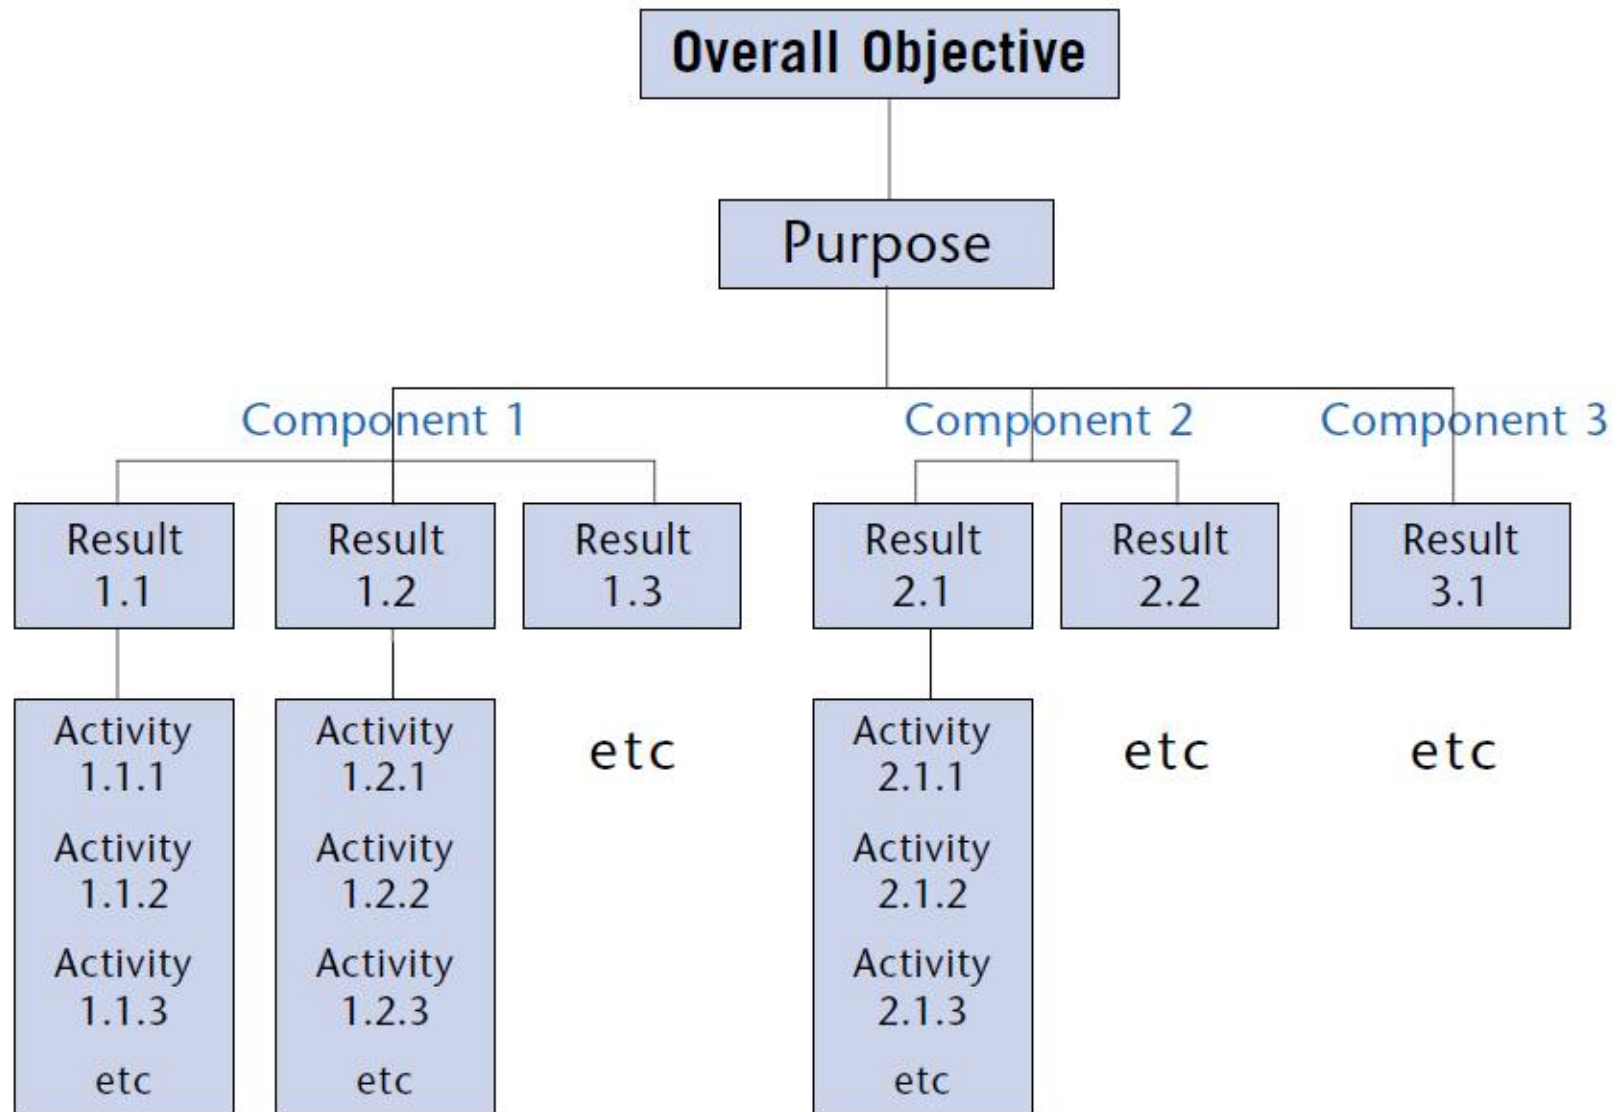 Overall Objective
Purpose
Component 1
Component 2
Component 3
Result
1.1
Result
1.2
Result
1.3
Result
2.1
Result
2.2
Result
3.1
Activity
1.1.1
Activity
1.1.2
Activity
1.1.3
etc
Activity
1.2.1
Activity
1.2.2
Activity
1.2.3
etc
etc
Activity
2.1.1
Activity
2.1.2
Activity
2.1.3
etc
etc
etc